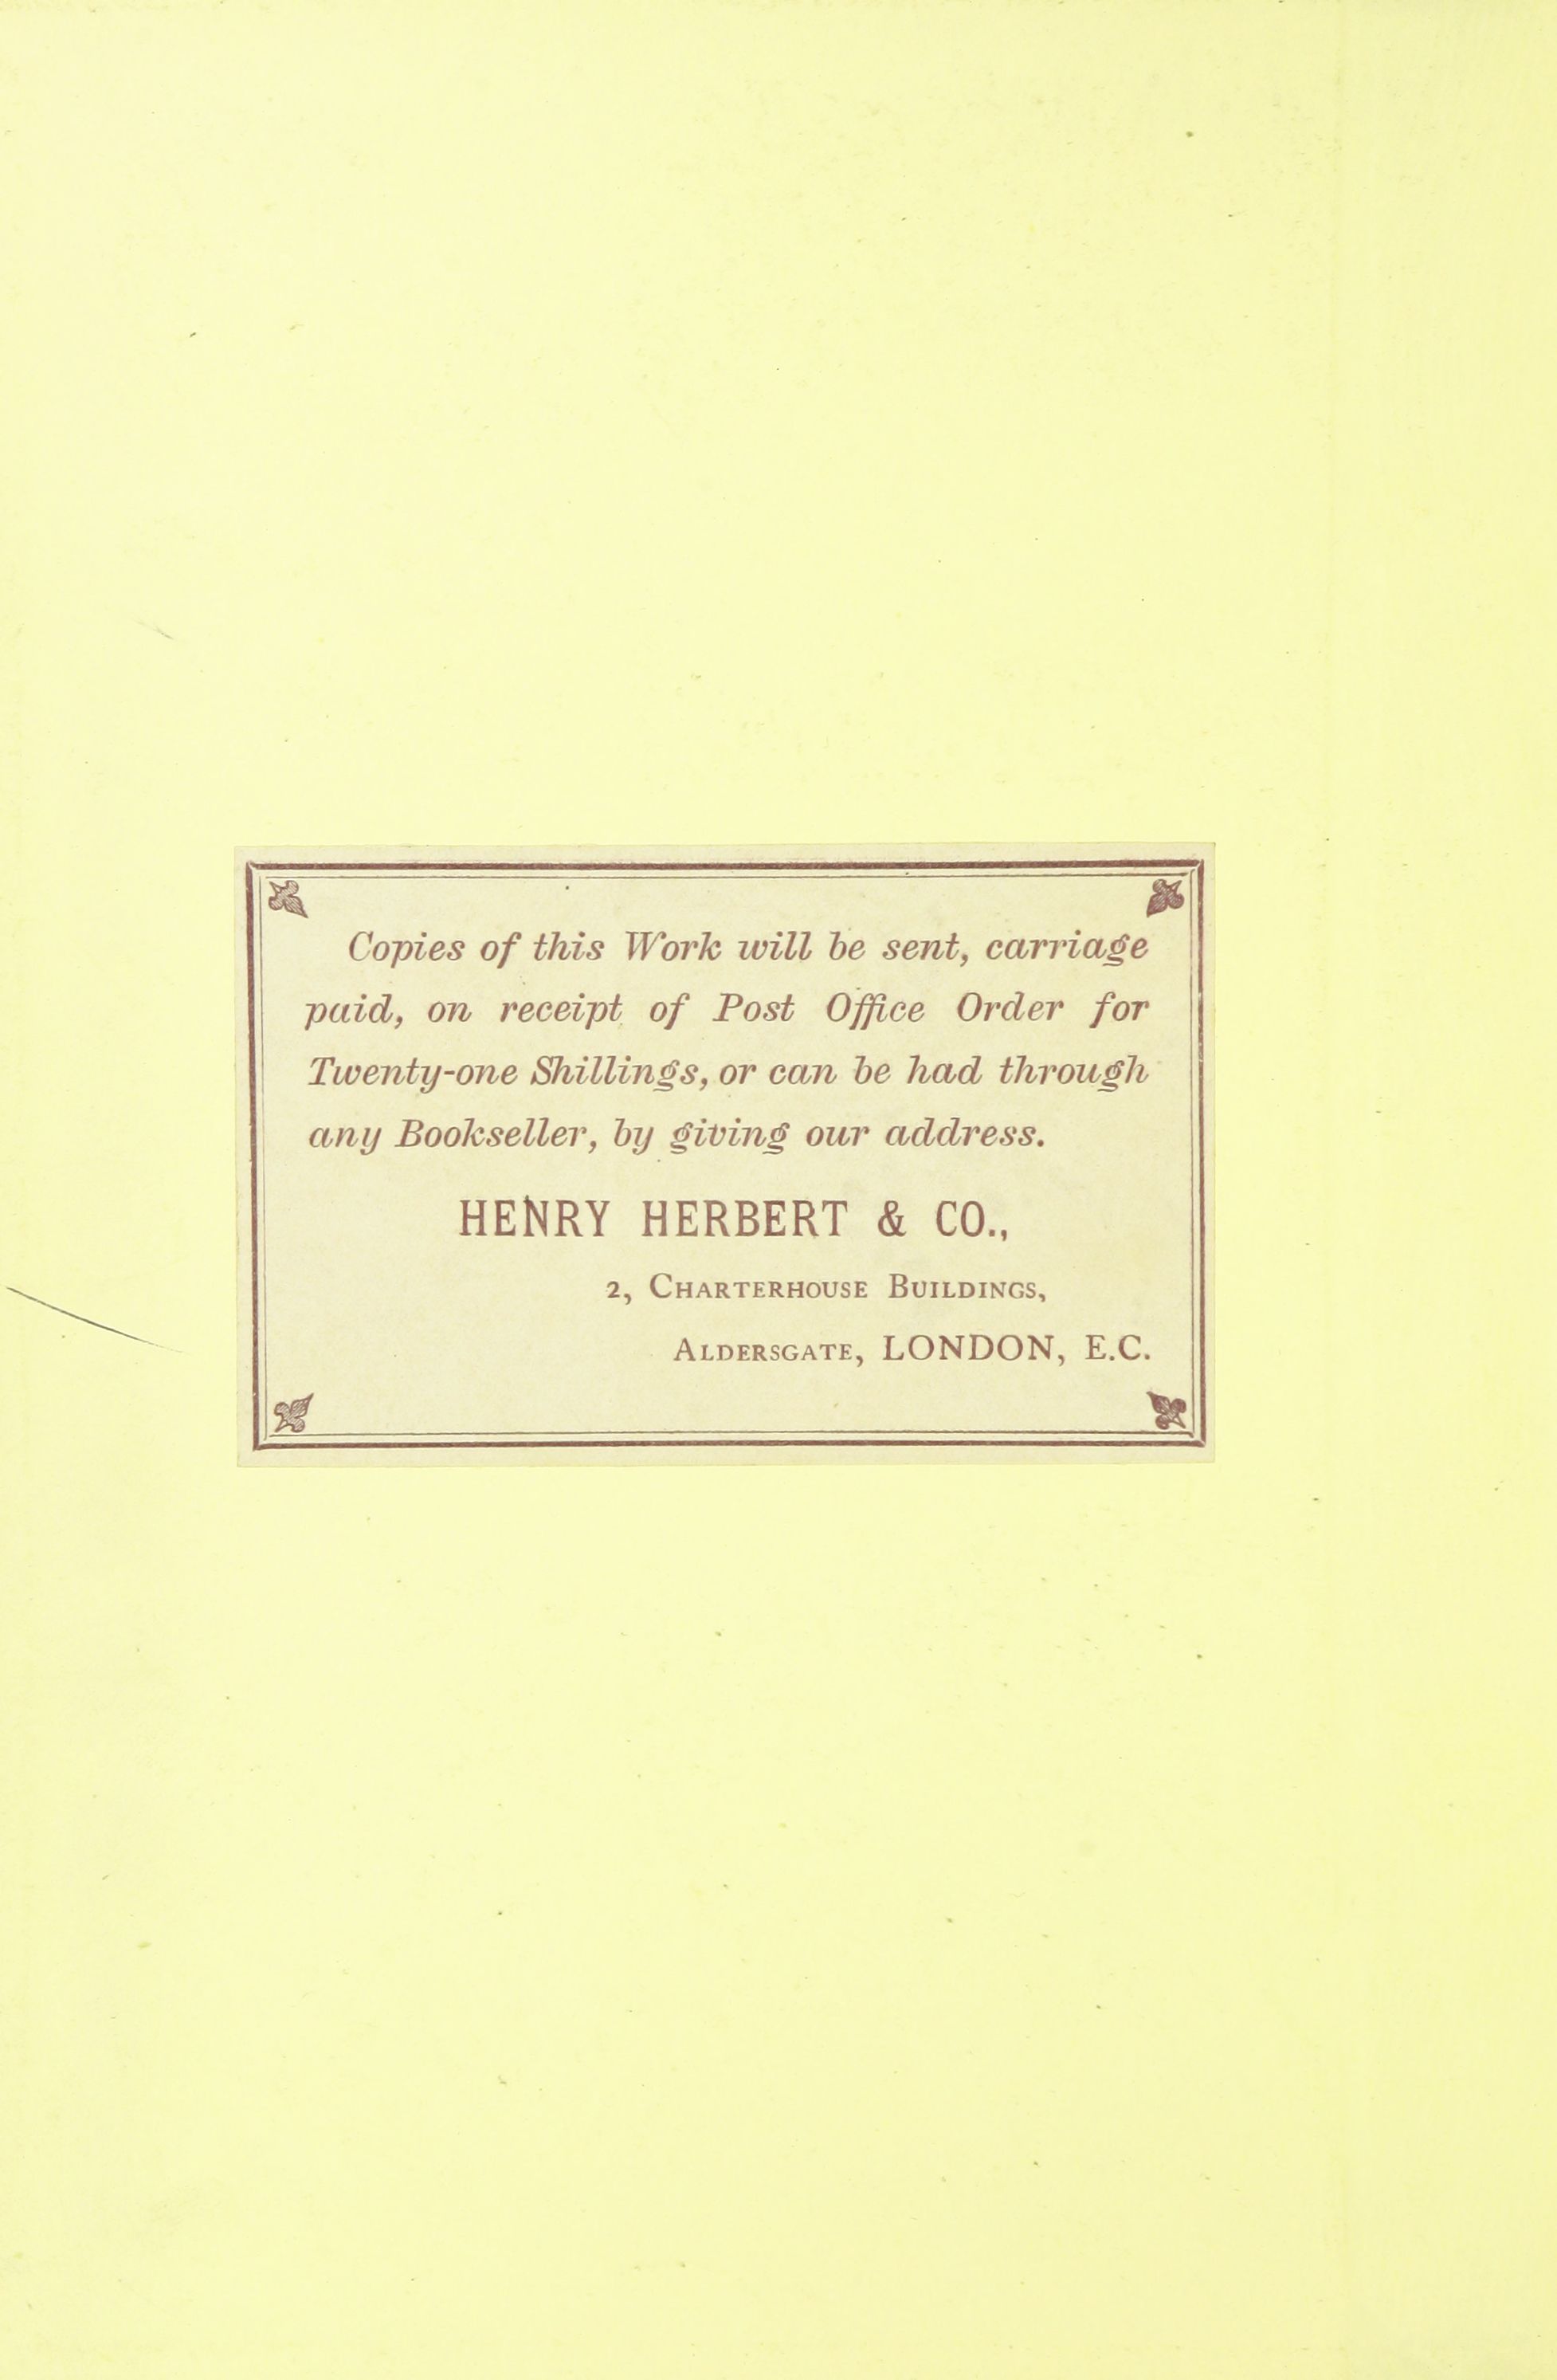 Copies of this Work will be sent, carriage
paid, on receipt of Post Office Order for
Twenty-one Shillings, or can be had through
any Bookseller, by giving our address.
HENRY HERBERT & CO.,
2, CHARTERHOUSE BUILDINGS,
ALDERSGATE, LONDON, E.C.